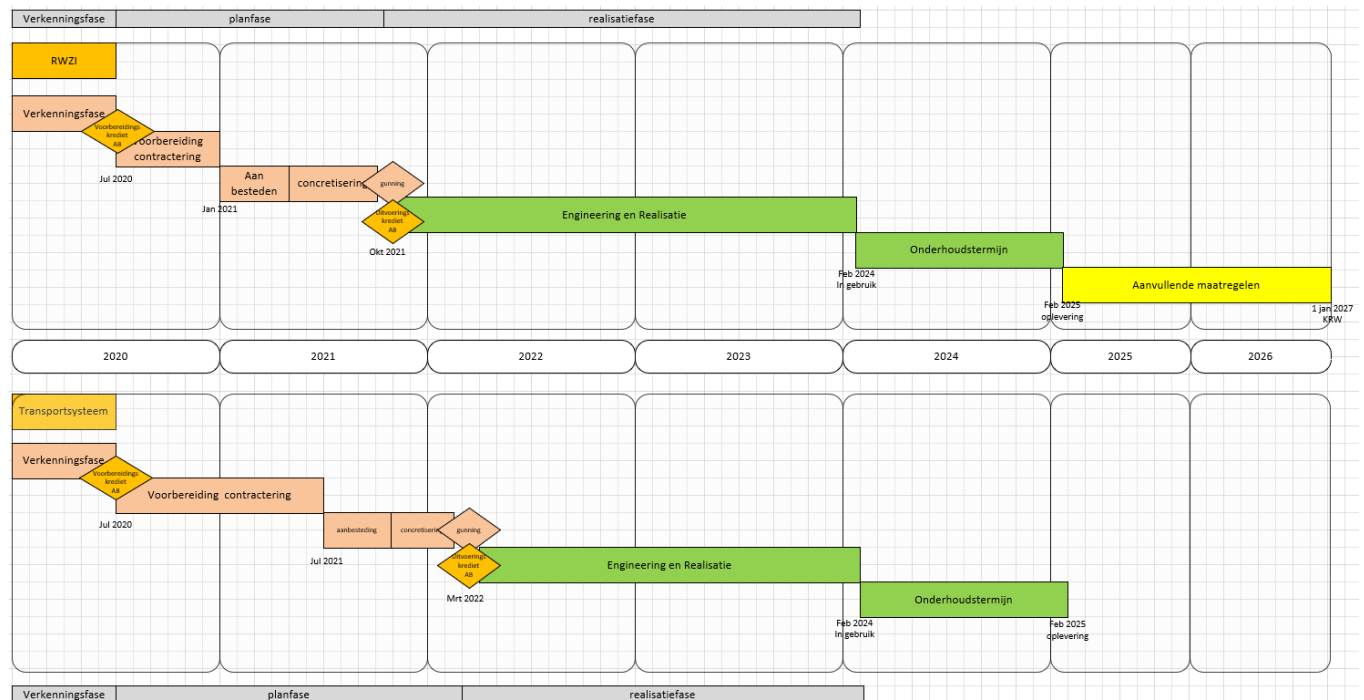 Verkenningsfase planfase realisatiefase
RWZI
Verkenningsfase
Voorbereidings
krediet
AB
Voorbereiding
contractering
Jul 2020
Aan
besteden
concretisering
gunning
Jan 2021
Uitvoerings
krediet
AB
Engineering en Realisatie
Okt 2021
Onderhoudstermijn
Feb 2024
In gebruik
Aanvullende maatregelen
Feb 2025
oplevering
1 jan 2027
KRW
2020 2021 2022 2023 2024 2025 2026
Transportsysteem
Verkenningsfase
Voorbereidings
krediet
AB
Voorbereiding contractering
Jul 2020
aanbesteding
concretisering
gunning
Jul 2021
Uitvoerings
krediet
AB
Engineering en Realisatie
Mrt 2022
Onderhoudstermijn
Feb 2024
In gebruik
Feb 2025
oplevering
Verkenningsfase planfase realisatiefase